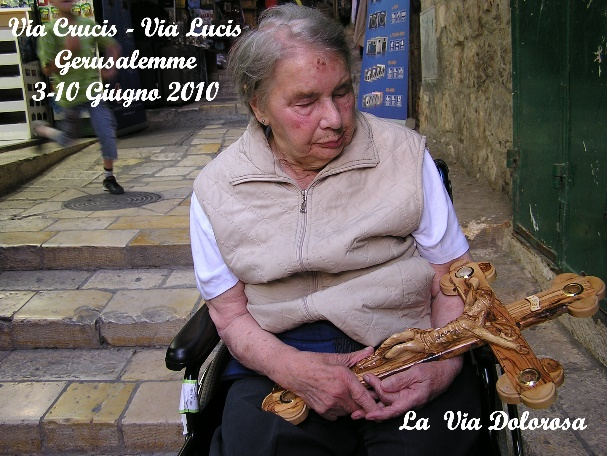 Via Crucis - Via Lucis
Gerusalemme
3-10 Giugno 2010
La Via Dolorosa